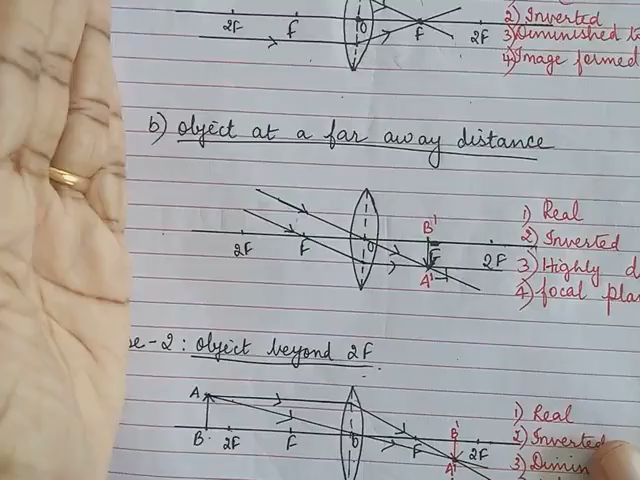 2) Inverted
2F F O F 2F
3) Diminished
4) Image formed
b) object at a far away distance
1) Real
B'
2) Inverted
2F F O F 2F
3) Highly d
A'
4) focal pla
e-2: object beyond 2F.
A
1) Real
B'
2) Inverted
B 2F F O F 2F
A'
3) Dimin